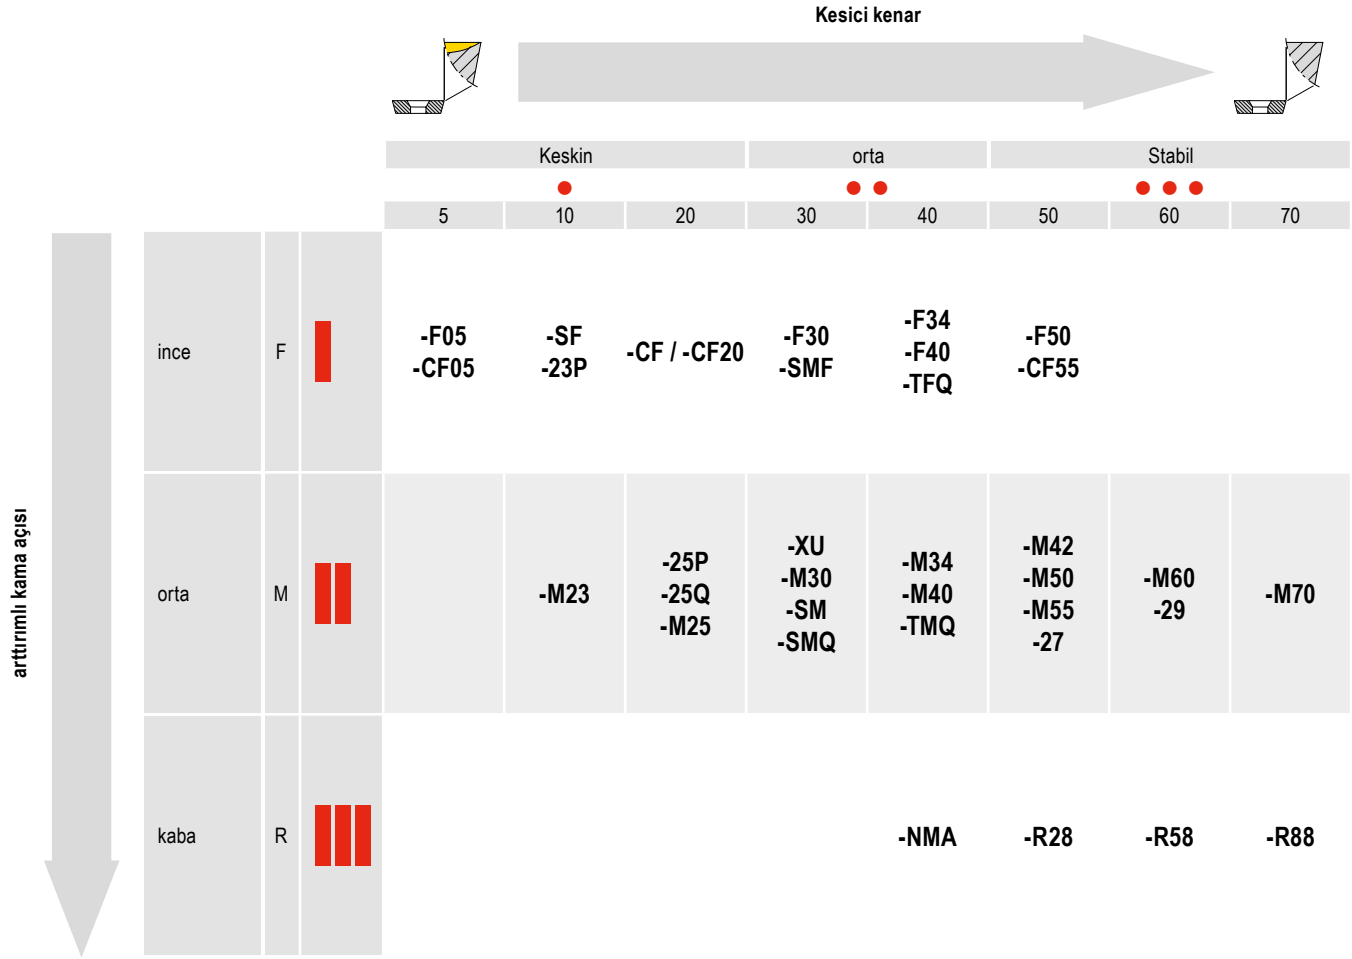 Kesici kenar
Keskin orta Stabil
5 10 20 30 40 50 60 70
arttırımlı kama açısı
ince F
-F05
-CF05
-SF
-23P
-CF / -CF20
-F30
-SMF
-F34
-F40
-TFQ
-F50
-CF55
orta M
-M23
-25P
-25Q
-M25
-XU
-M30
-SM
-SMQ
-M34
-M40
-TMQ
-M42
-M50
-M55
-27
-M60
-29
-M70
kaba R
-NMA
-R28
-R58
-R88